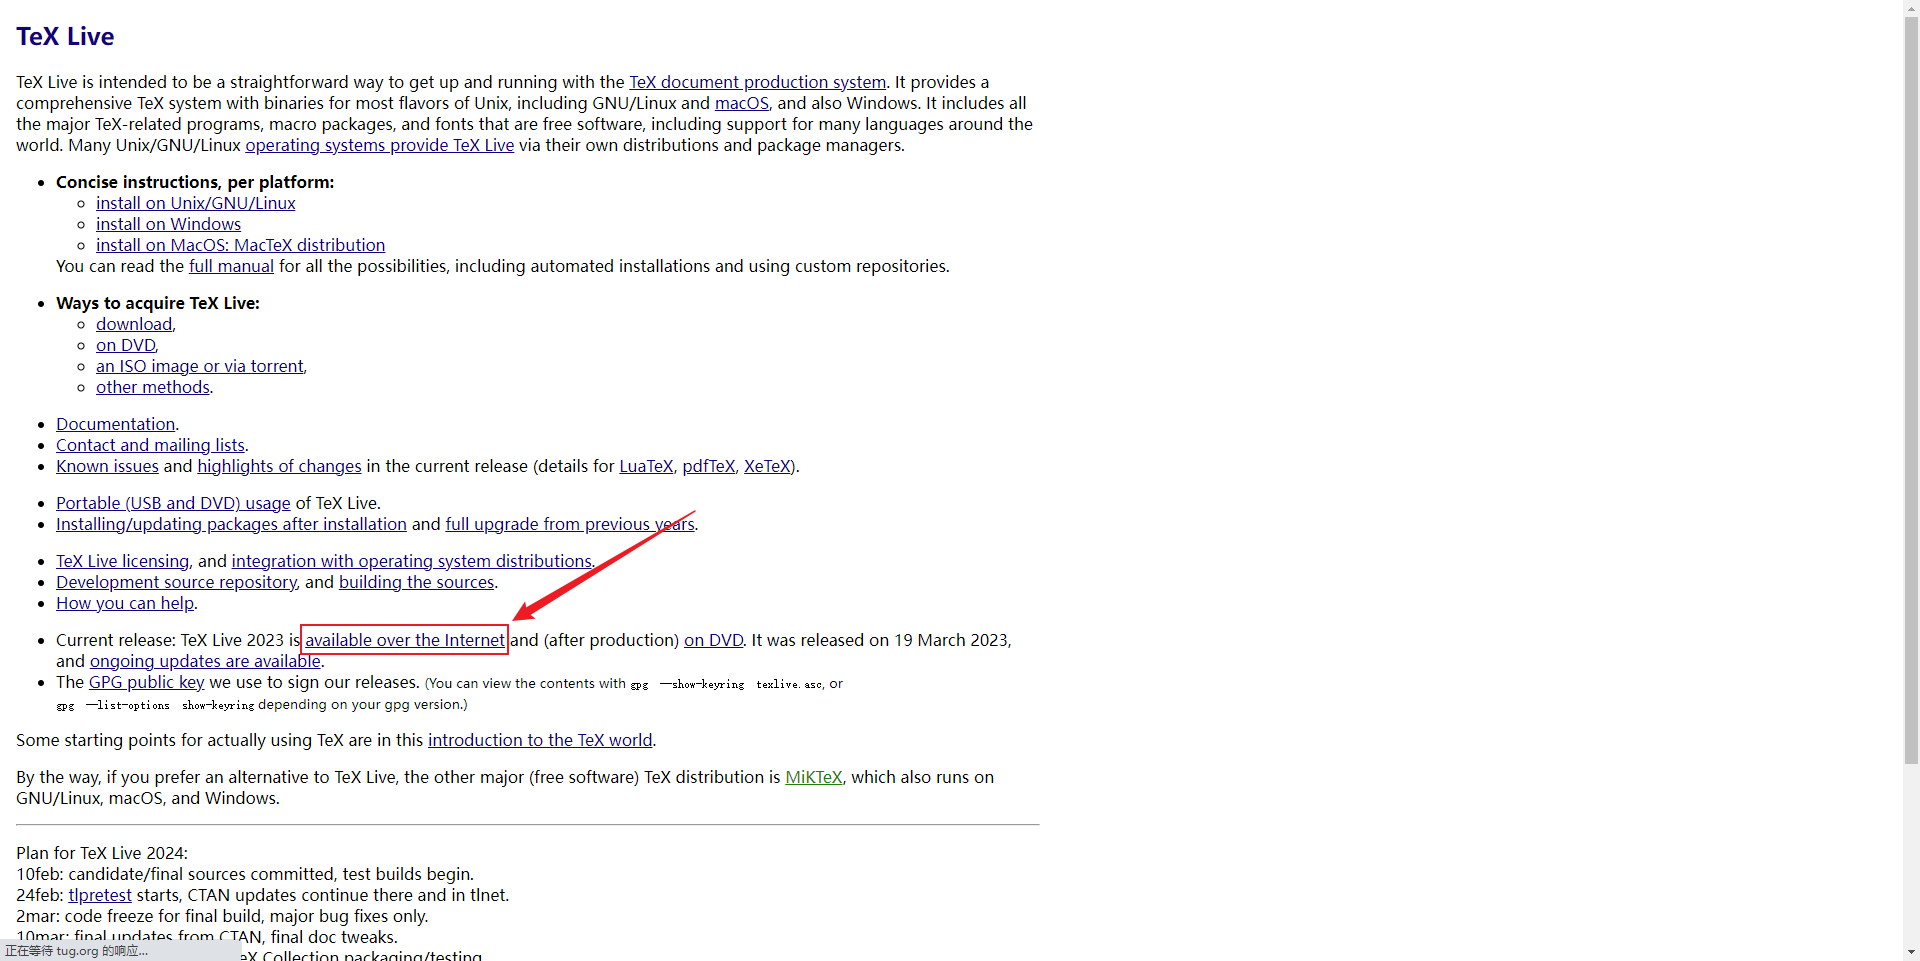 TeX Live
TeX Live is intended to be a straightforward way to get up and running with the TeX document production system. It provides a
comprehensive TeX system with binaries for most flavors of Unix, including GNU/Linux and macOS, and also Windows. It includes all
the major TeX-related programs, macro packages, and fonts that are free software, including support for many languages around the
world. Many Unix/GNU/Linux operating systems provide TeX Live via their own distributions and package managers.
Concise instructions, per platform:
install on Unix/GNU/Linux
install on Windows
install on MacOS: MacTeX distribution
You can read the full manual for all the possibilities, including automated installations and using custom repositories.
Ways to acquire TeX Live:
download,
on DVD,
an ISO image or via torrent,
other methods.
Documentation.
Contact and mailing lists.
Known issues and highlights of changes in the current release (details for LuaTeX, pdfTeX, XeTeX).
Portable (USB and DVD) usage of TeX Live.
Installing/updating packages after installation and full upgrade from previous years.
TeX Live licensing, and integration with operating system distributions.
Development source repository, and building the sources.
How you can help.
Current release: TeX Live 2023 is available over the Internet and (after production) on DVD. It was released on 19 March 2023,
and ongoing updates are available.
The GPG public key we use to sign our releases. (You can view the contents with gpg --show-keyring texlive.asc, or
gpg --list-options show-keyring depending on your gpg version.)
Some starting points for actually using TeX are in this introduction to the TeX world.
By the way, if you prefer an alternative to TeX Live, the other major (free software) TeX distribution is MiKTeX, which also runs on
GNU/Linux, macOS, and Windows.
Plan for TeX Live 2024:
10feb: candidate/final sources committed, test builds begin.
24feb: tlpretest starts, CTAN updates continue there and in tlnet.
2mar: code freeze for final build, major bug fixes only.
10mar: final updates from CTAN, final doc tweaks.
正在等待 tug.org 的响应...
eX Collection packaging/testing